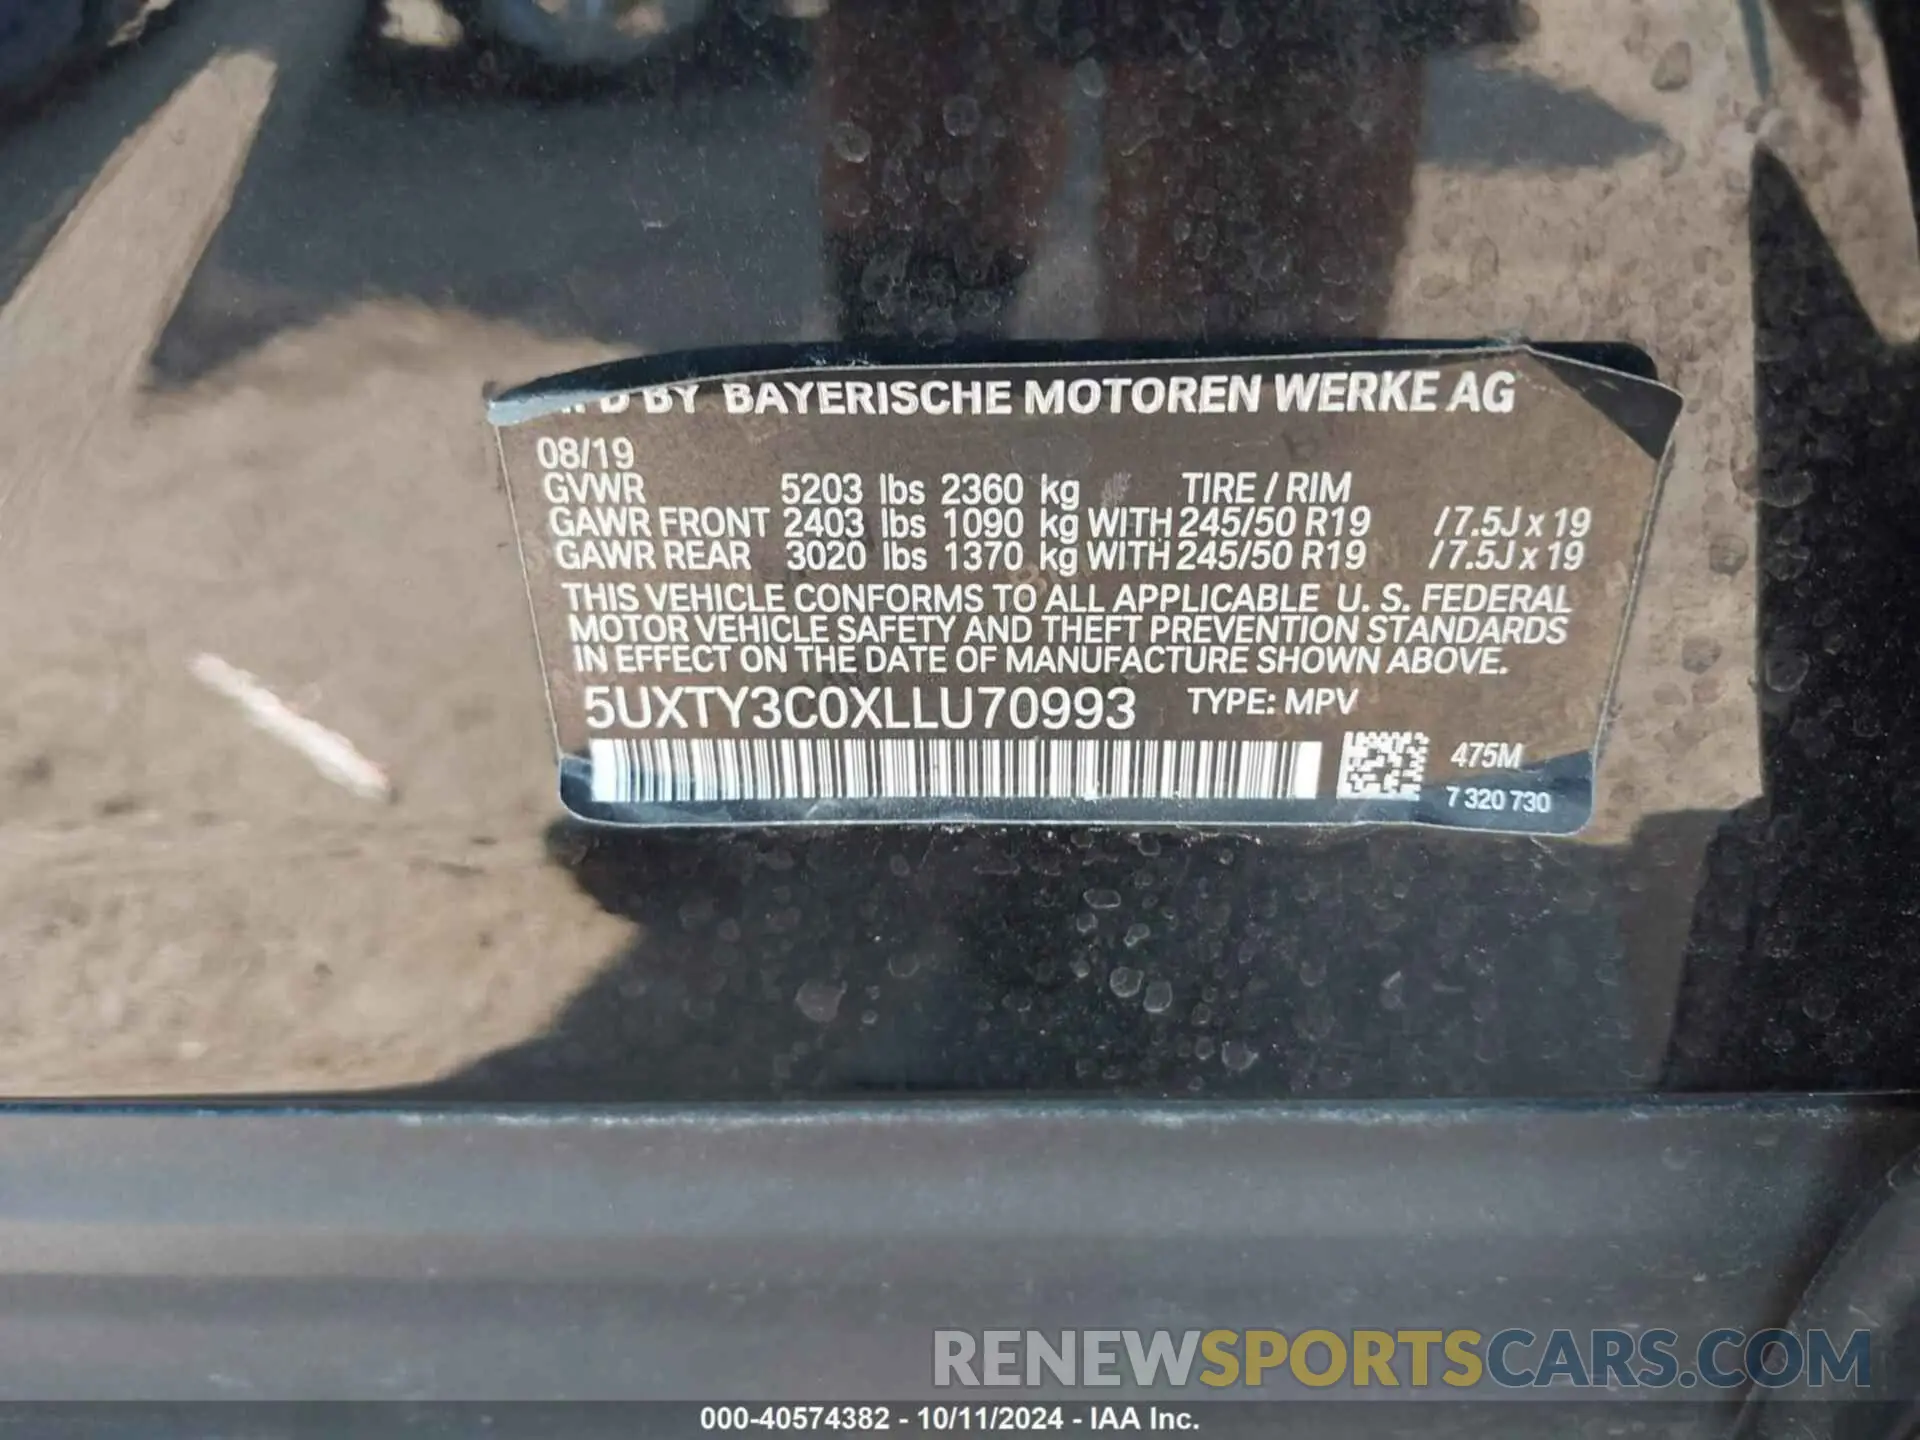 BY BAYERISCHE MOTOREN WERKE AG
08/19
GVWR 5203 lbs 2360 kg TIRE / RIM
GAWR FRONT 2403 lbs 1090 kg WITH 245/50 R19 / 7.5J x 19
GAWR REAR 3020 lbs 1370 kg WITH 245/50 R19 / 7.5J x 19
THIS VEHICLE CONFORMS TO ALL APPLICABLE U. S. FEDERAL
MOTOR VEHICLE SAFETY AND THEFT PREVENTION STANDARDS
IN EFFECT ON THE DATE OF MANUFACTURE SHOWN ABOVE.
5UXTY3C0XLLU70993 TYPE: MPV
475M
7 320 730
RENEWSPORTSCARS.COM
000-40574382 - 10/11/2024 - IAA Inc.